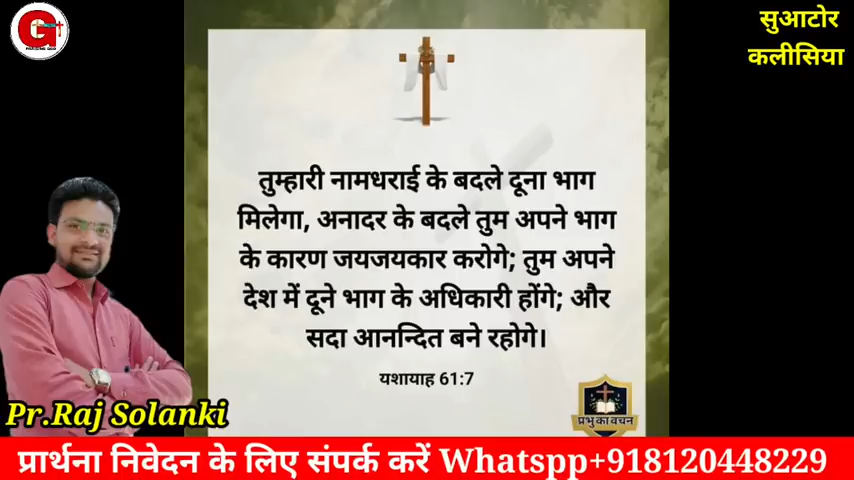 G
सुआटोर
कलीसिया
तुम्हारी नामधराई के बदले दूना भाग
मिलेगा, अनादर के बदले तुम अपने भाग
के कारण जयजयकार करोगे; तुम अपने
देश में दूने भाग के अधिकारी होंगे; और
सदा आनन्दित बने रहोगे।
यशायाह 61:7
प्रभु का वचन
Pr.Raj Solanki
प्रार्थना निवेदन के लिए संपर्क करें Whatspp+918120448229